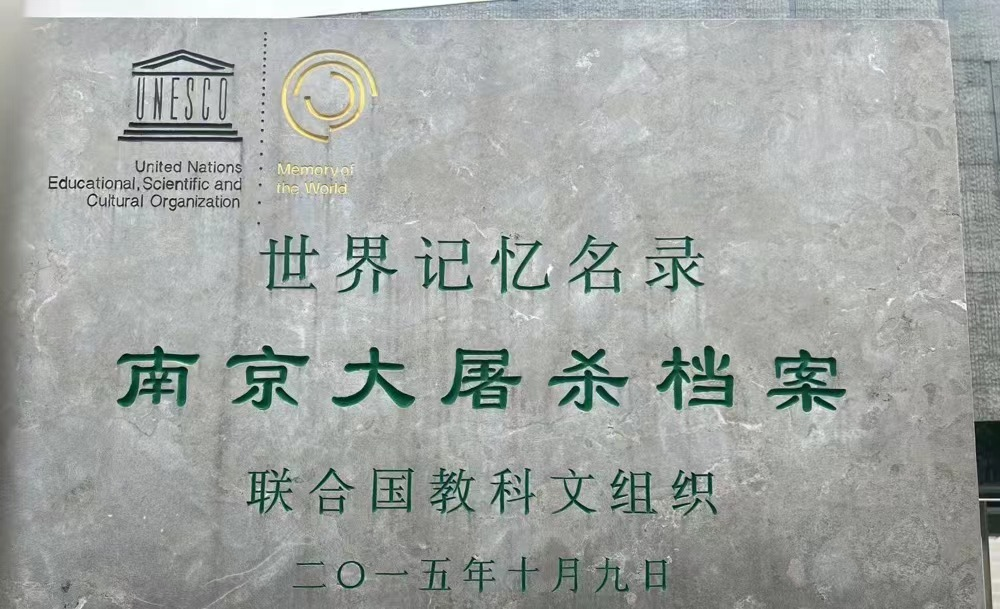 UNESCO
United Nations
Educational, Scientific and
Cultural Organization
Memory of
the World
世界记忆名录
南京大屠杀档案
联合国教科文组织
二〇一五年十月九日